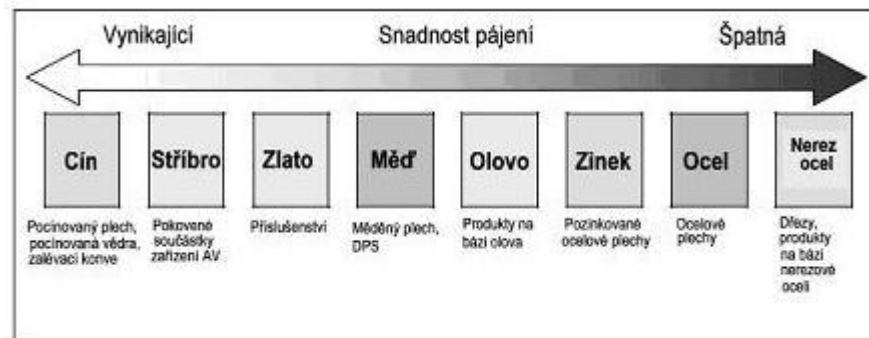 Vynikající Snadnost pájení Špatná
Cín
Stříbro
Zlato
Měď
Olovo
Zinek
Ocel
Nerez
ocel
Pocínovaný plech,
pocínovaná vědra,
zalévací konve
Pokovené
součástky
zařízení AV
Příslušenství
Měděný plech,
DPS
Produkty na
bázi olova
Pozinkované
ocelové plechy
Ocelové
plechy
Dřezy,
produkty
na bázi
nerezové
oceli